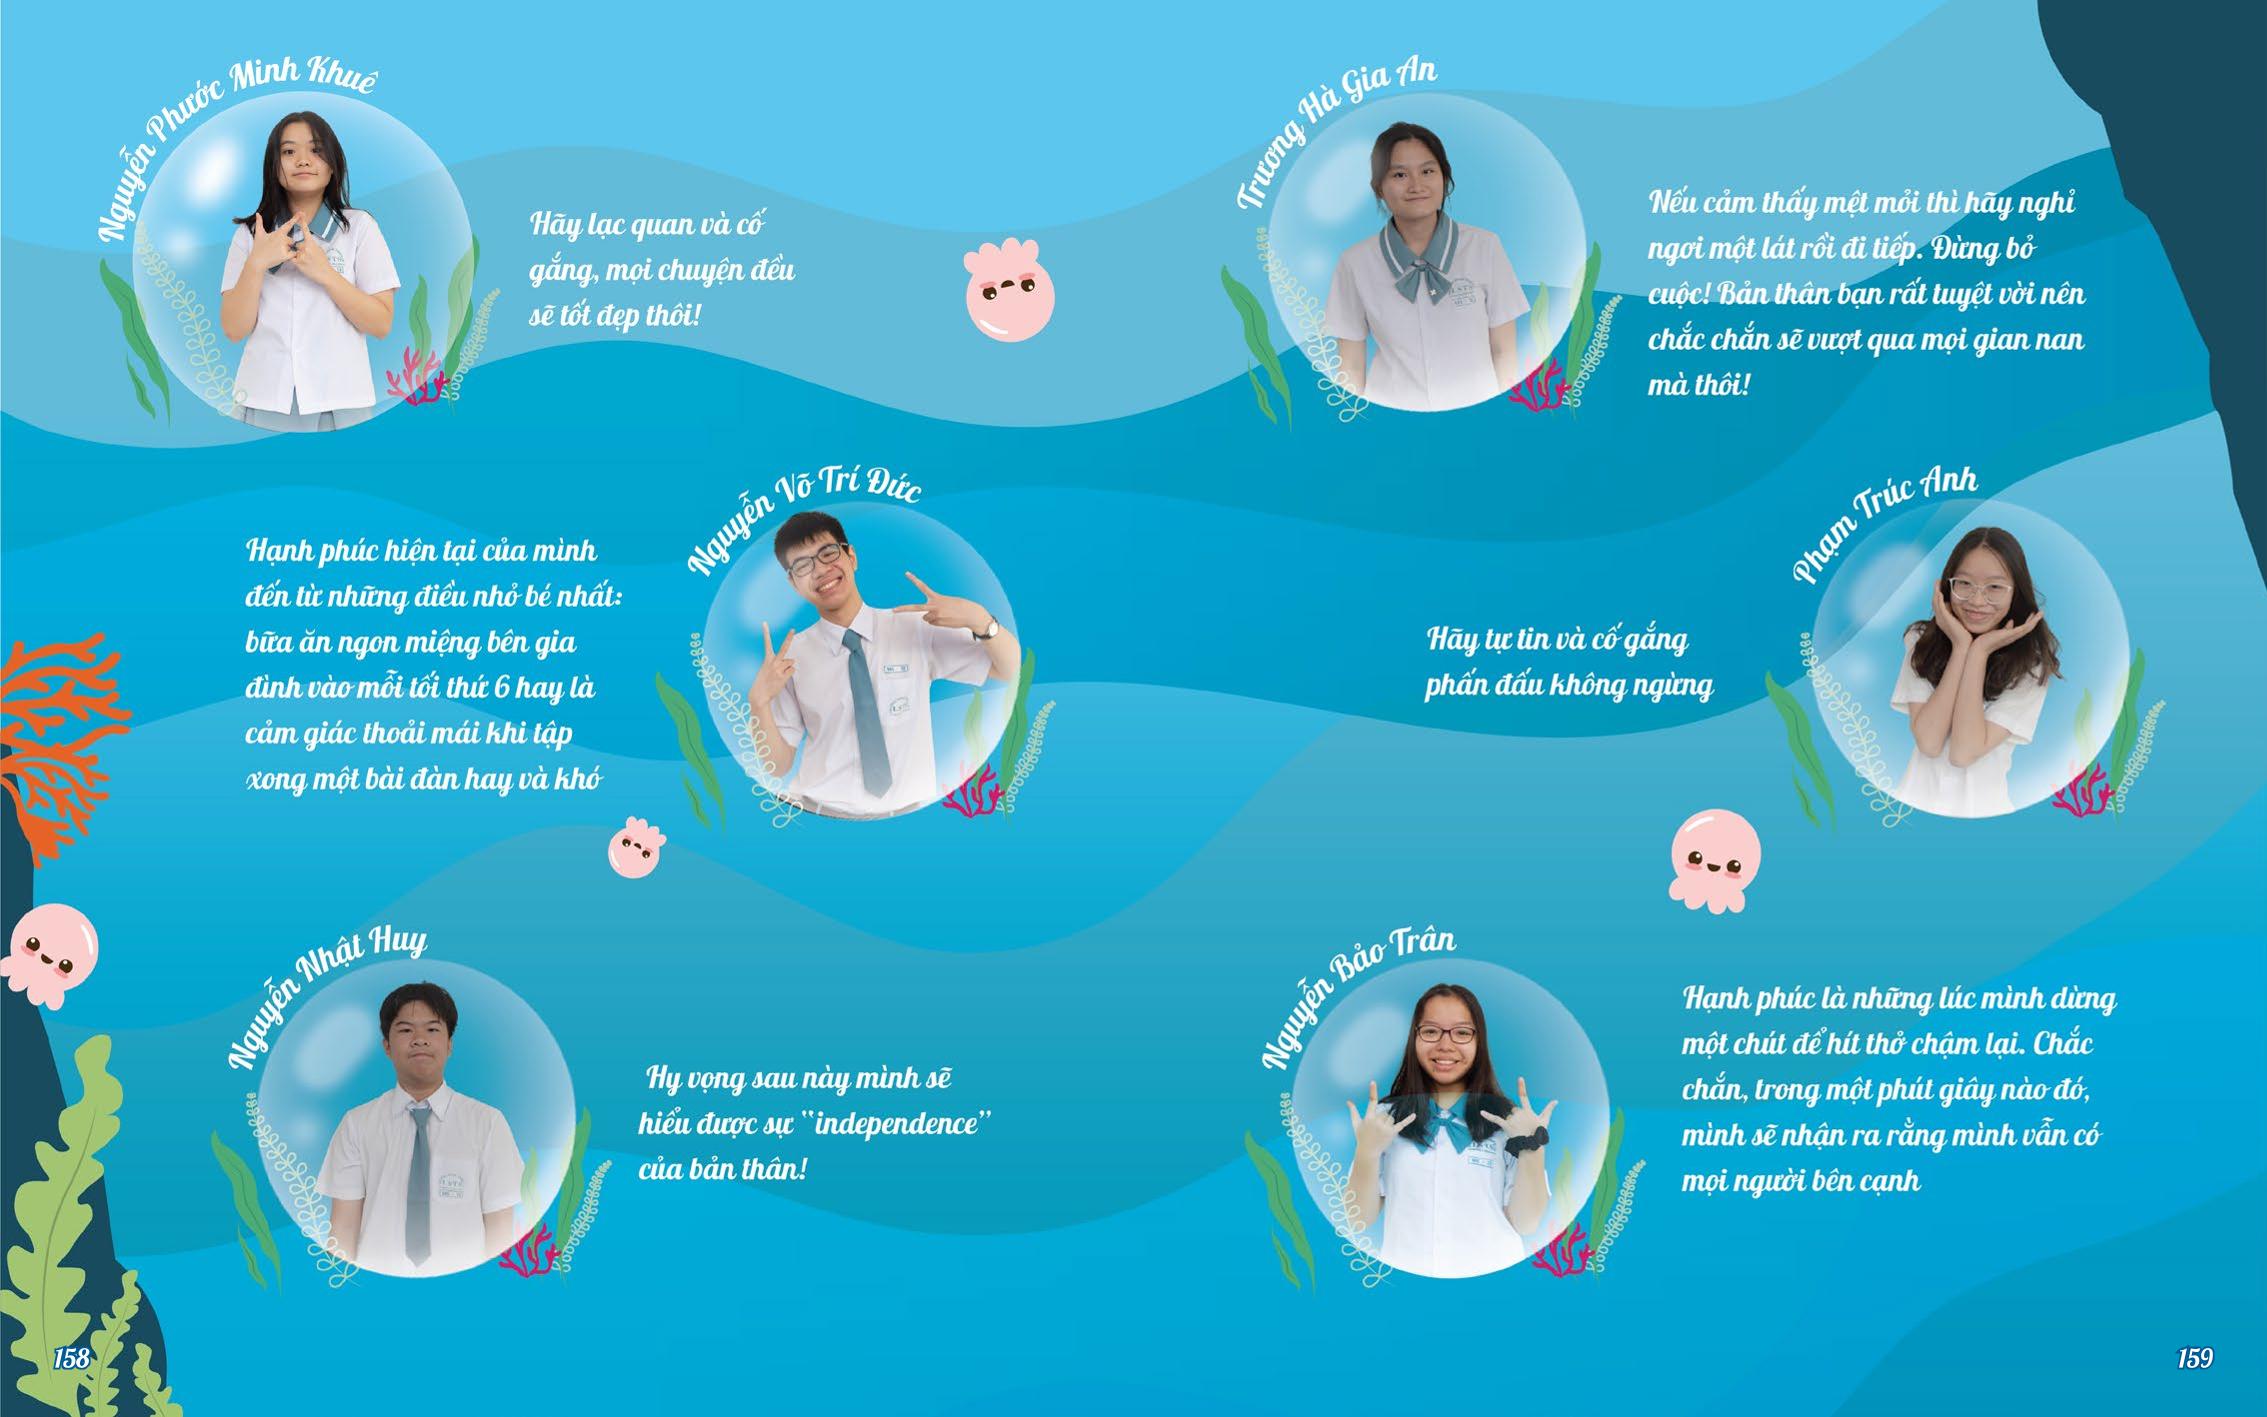 Nguyễn Phước Minh Khuê
Hãy lạc quan và cố
gắng, mọi chuyện đều
sẽ tốt đẹp thôi!
Nguyễn Võ Trí Đức
Hạnh phúc hiện tại của mình
đến từ những điều nhỏ bé nhất:
bữa ăn ngon miệng bên gia
đình vào mỗi tối thứ 6 hay là
cảm giác thoải mái khi tập
xong một bài đàn hay và khó
Nguyễn Nhật Huy
Hy vọng sau này mình sẽ
hiểu được sự “independence”
của bản thân!
158
Trương Hà Gia An
Nếu cảm thấy mệt mỏi thì hãy nghỉ
ngơi một lát rồi đi tiếp. Đừng bỏ
cuộc! Bản thân bạn rất tuyệt vời nên
chắc chắn sẽ vượt qua mọi gian nan
mà thôi!
Phạm Trúc Anh
Hãy tự tin và cố gắng
phấn đấu không ngừng
Nguyễn Bảo Trân
Hạnh phúc là những lúc mình dừng
một chút để hít thở chậm lại. Chắc
chắn, trong một phút giây nào đó,
mình sẽ nhận ra rằng mình vẫn có
mọi người bên cạnh
159